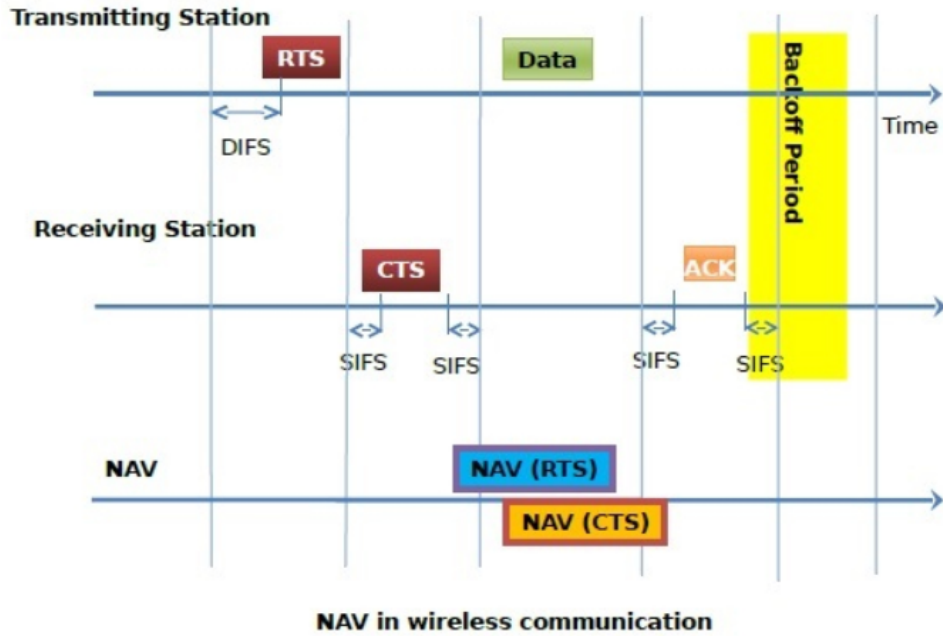 Transmitting Station
RTS
Data
Backoff Period
Time
DIFS
Receiving Station
CTS
ACK
SIFS
SIFS
SIFS
SIFS
NAV
NAV (RTS)
NAV (CTS)
NAV in wireless communication